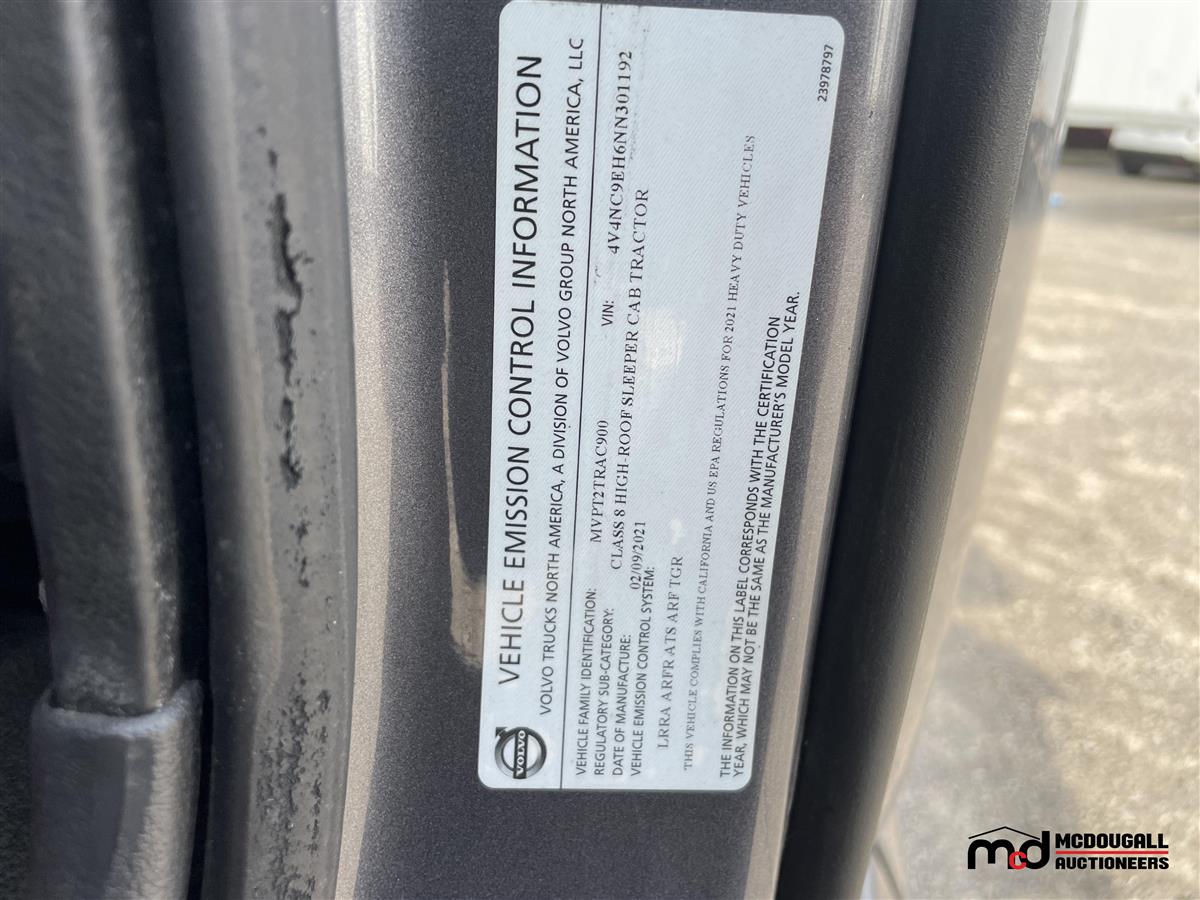 VEHICLE EMISSION CONTROL INFORMATION
VOLVO TRUCKS NORTH AMERICA, A DIVISION OF VOLVO GROUP NORTH AMERICA, LLC
VOLVO
VEHICLE FAMILY IDENTIFICATION: MVPT2TRAC900 VIN: 4V4NC9EH6NN301192
REGULATORY SUB-CATEGORY: CLASS 8 HIGH-ROOF SLEEPER CAB TRACTOR
DATE OF MANUFACTURE: 02/09/2021
VEHICLE EMISSION CONTROL SYSTEM:
LRRA ARFR ATS ARF TGR
THIS VEHICLE COMPLIES WITH CALIFORNIA AND US EPA REGULATIONS FOR 2021 HEAVY DUTY VEHICLES
THE INFORMATION ON THIS LABEL CORRESPONDS WITH THE CERTIFICATION
YEAR, WHICH MAY NOT BE THE SAME AS THE MANUFACTURER'S MODEL YEAR.
23978797
mcd MCDOUGALL
AUCTIONEERS